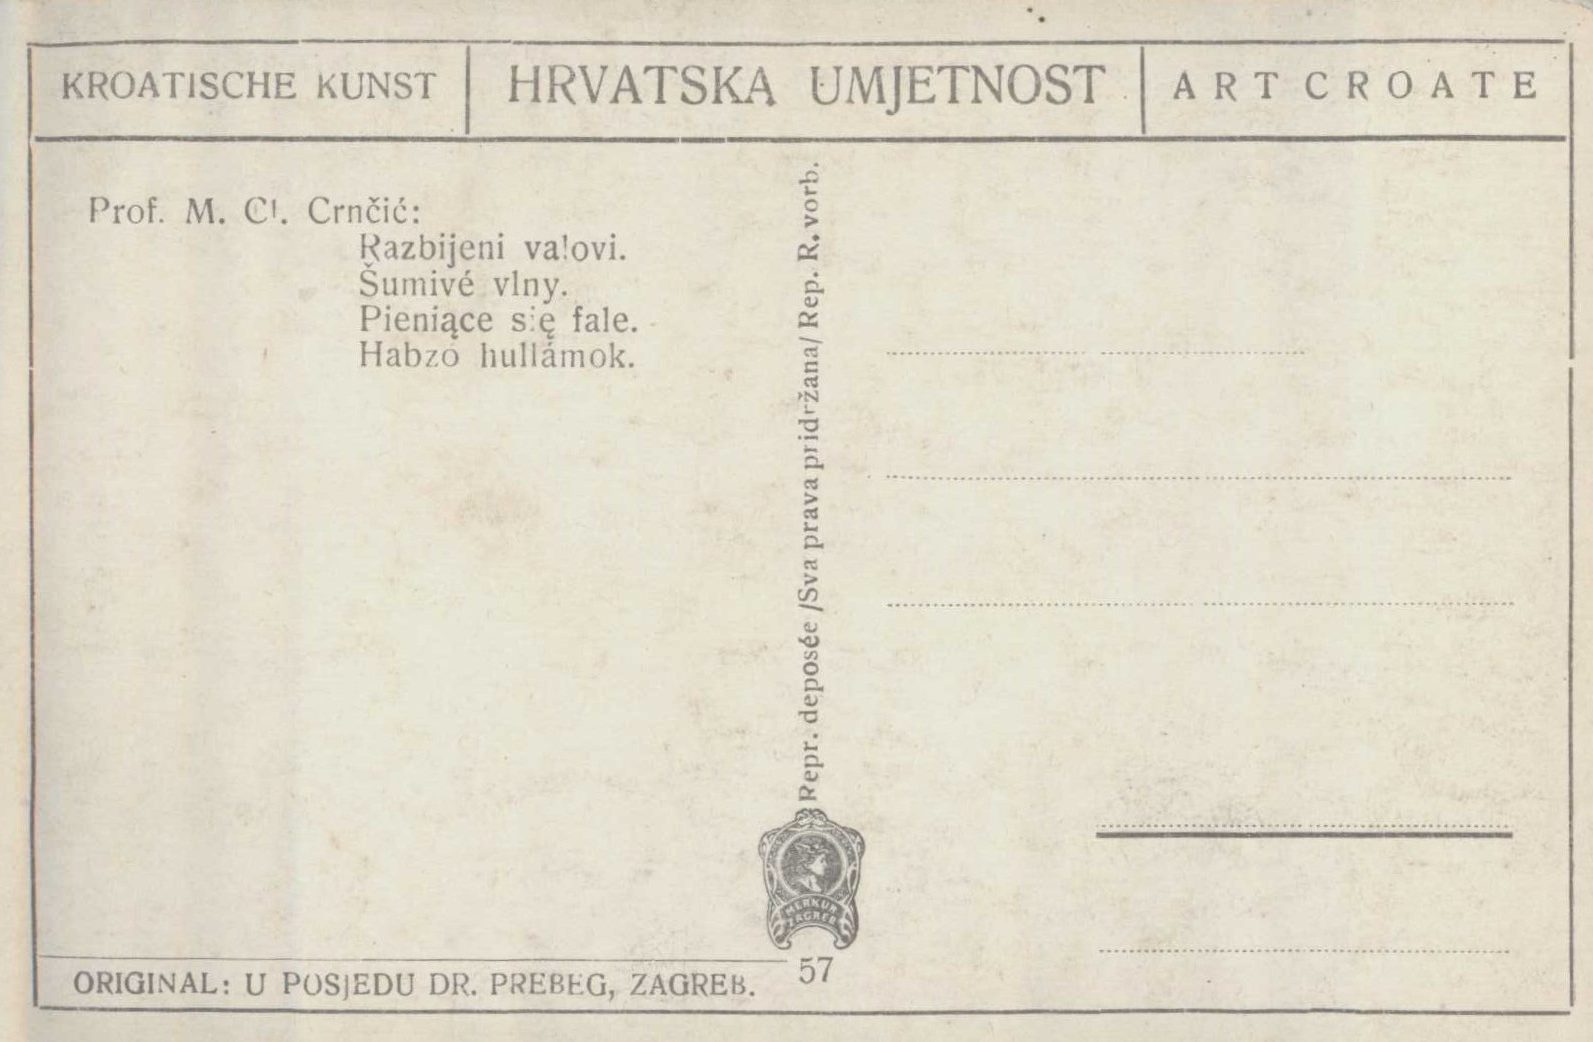 KROATISCHE KUNST
HRVATSKA UMJETNOST
ART CROATE
Prof. M. Cl. Crnčić:
Razbijeni valovi.
Šumivé vlny.
Pieniące się fale.
Habzó hullámok.
Repr. deposée /Sva prava pridržana/ Rep. R. vorb.
MERKUR
ZAGREB
57
ORIGINAL: U POSJEDU DR. PREBEG, ZAGREB.